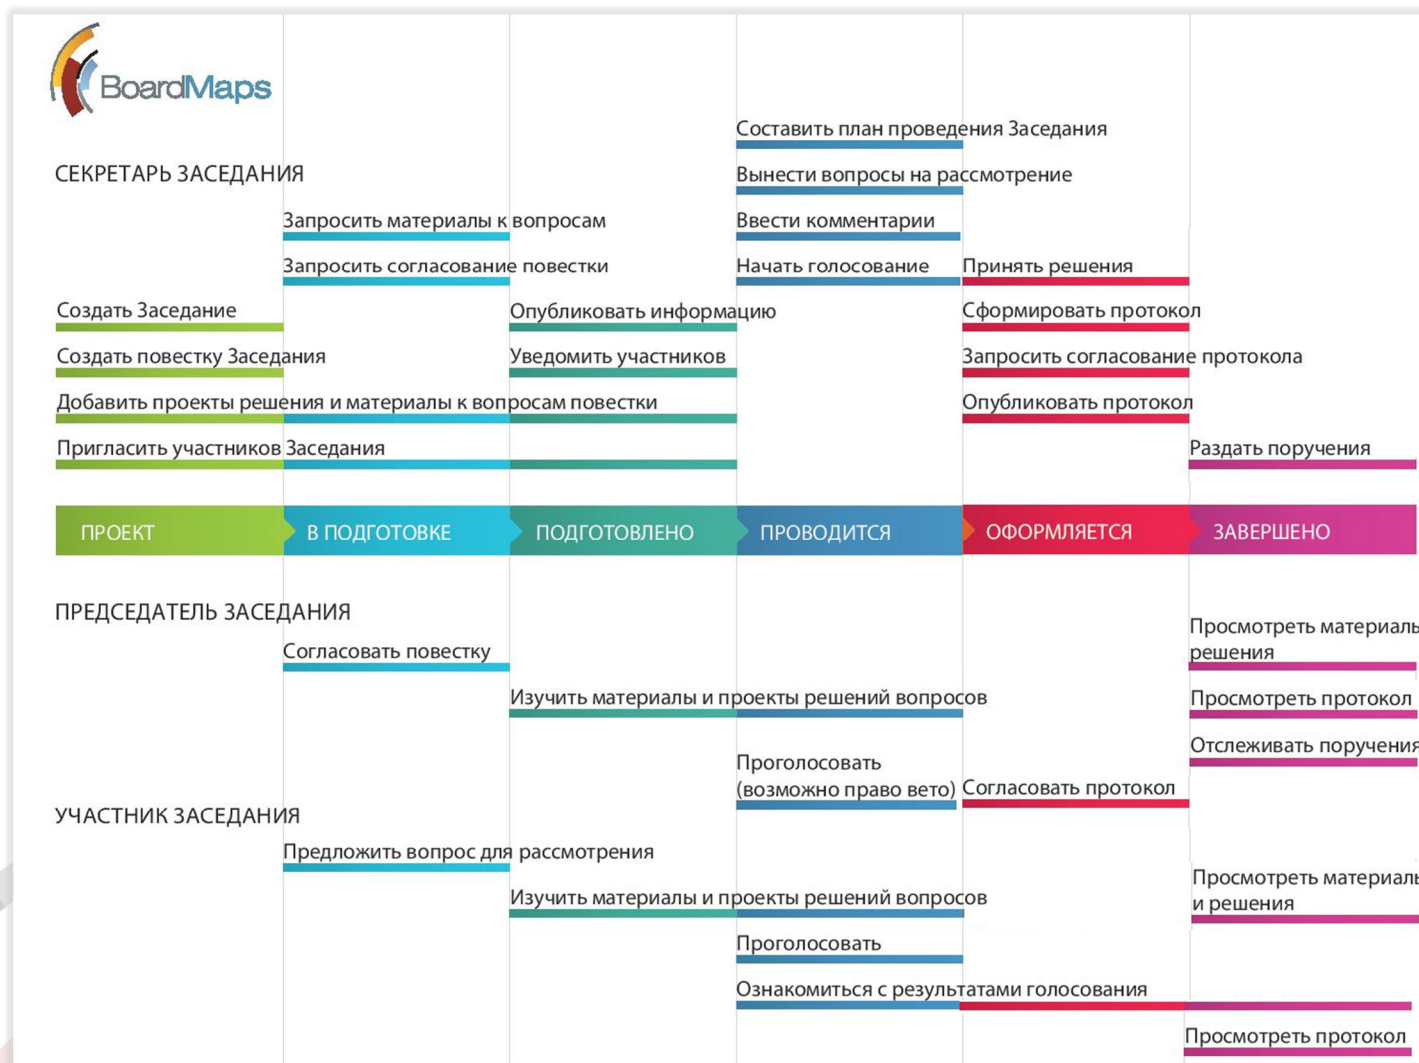 BoardMaps
Составить план проведения Заседания
СЕКРЕТАРЬ ЗАСЕДАНИЯ
Вынести вопросы на рассмотрение
Запросить материалы к вопросам
Ввести комментарии
Запросить согласование повестки
Начать голосование
Принять решения
Создать Заседание
Опубликовать информацию
Сформировать протокол
Создать повестку Заседания
Уведомить участников
Запросить согласование протокола
Добавить проекты решения и материалы к вопросам повестки
Опубликовать протокол
Пригласить участников Заседания
Раздать поручения
ПРОЕКТ
В ПОДГОТОВКЕ
ПОДГОТОВЛЕНО
ПРОВОДИТСЯ
ОФОРМЛЯЕТСЯ
ЗАВЕРШЕНО
ПРЕДСЕДАТЕЛЬ ЗАСЕДАНИЯ
Просмотреть материалы
решения
Согласовать повестку
Изучить материалы и проекты решений вопросов
Просмотреть протокол
Отслеживать поручения
Проголосовать
(возможно право вето)
Согласовать протокол
УЧАСТНИК ЗАСЕДАНИЯ
Предложить вопрос для рассмотрения
Просмотреть материалы
и решения
Изучить материалы и проекты решений вопросов
Проголосовать
Ознакомиться с результатами голосования
Просмотреть протокол